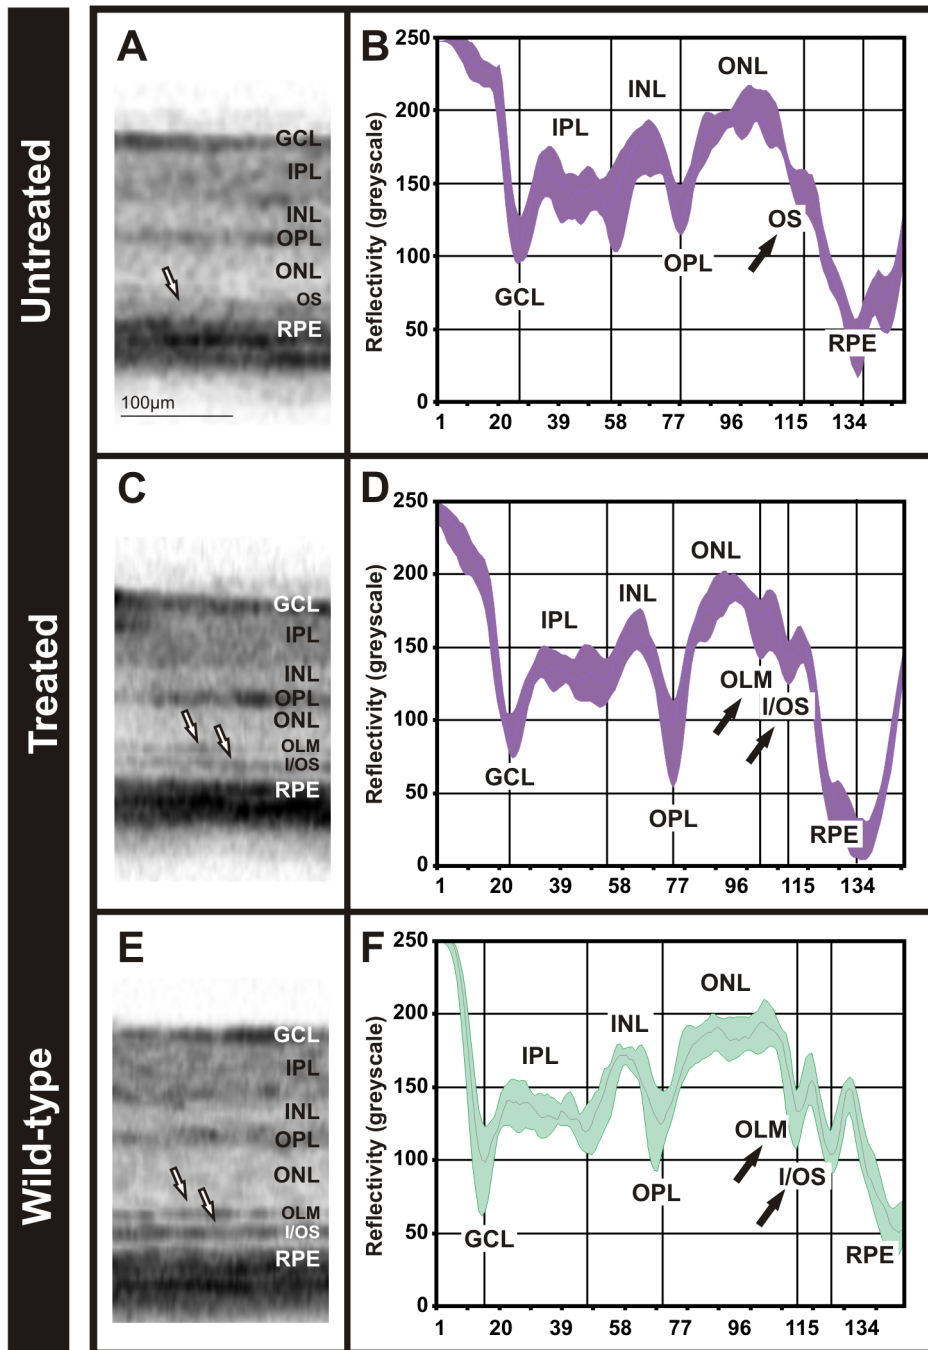 Untreated
A
GCL
IPL
INL
OPL
ONL
OS
RPE
100µm
B
Reflectivity (greyscale)
250
200
150
100
50
0
ONL
INL
IPL
OS
OPL
GCL
RPE
1 20 39 58 77 96 115 134
Treated
C
GCL
IPL
INL
OPL
ONL
OLM
I/OS
RPE
D
Reflectivity (greyscale)
250
200
150
100
50
0
ONL
INL
IPL
OLM
I/OS
GCL
OPL
RPE
1 20 39 58 77 96 115 134
Wild-type
E
GCL
IPL
INL
OPL
ONL
OLM
I/OS
RPE
F
Reflectivity (greyscale)
250
200
150
100
50
0
ONL
INL
IPL
OLM
I/OS
OPL
GCL
RPE
1 20 39 58 77 96 115 134